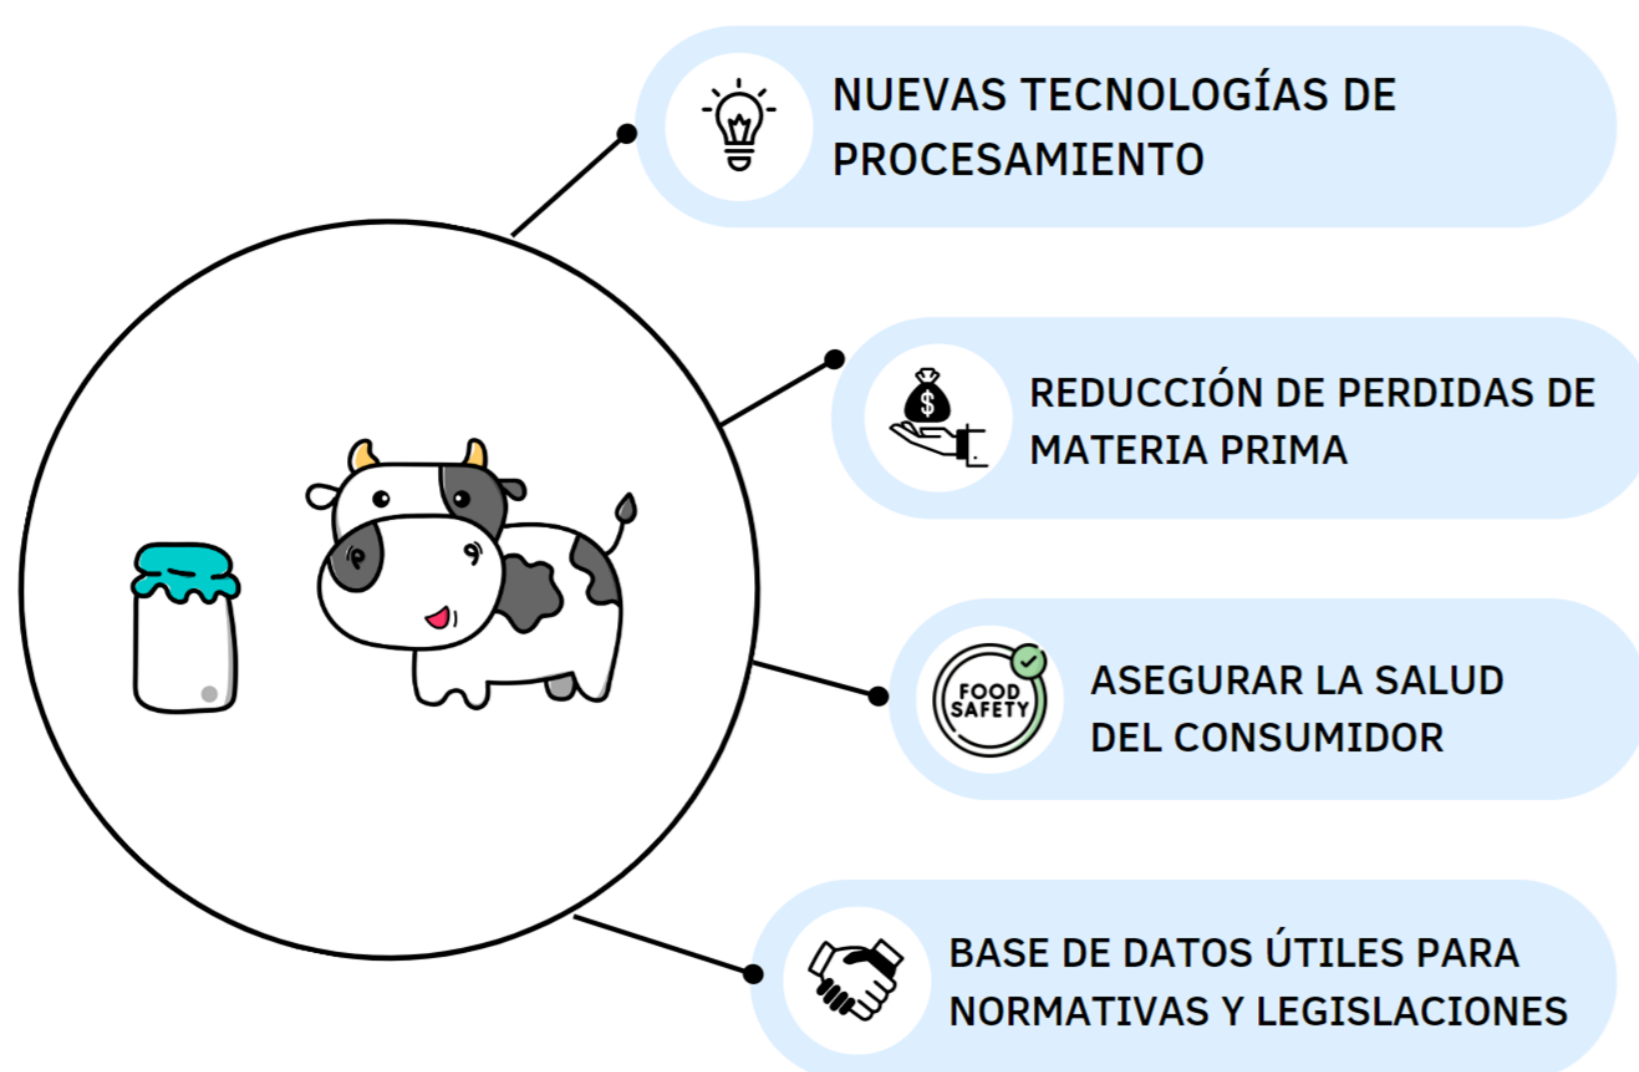 NUEVAS TECNOLOGÍAS DE
PROCESAMIENTO
$
REDUCCIÓN DE PERDIDAS DE
MATERIA PRIMA
FOOD
SAFETY
ASEGURAR LA SALUD
DEL CONSUMIDOR
BASE DE DATOS ÚTILES PARA
NORMATIVAS Y LEGISLACIONES